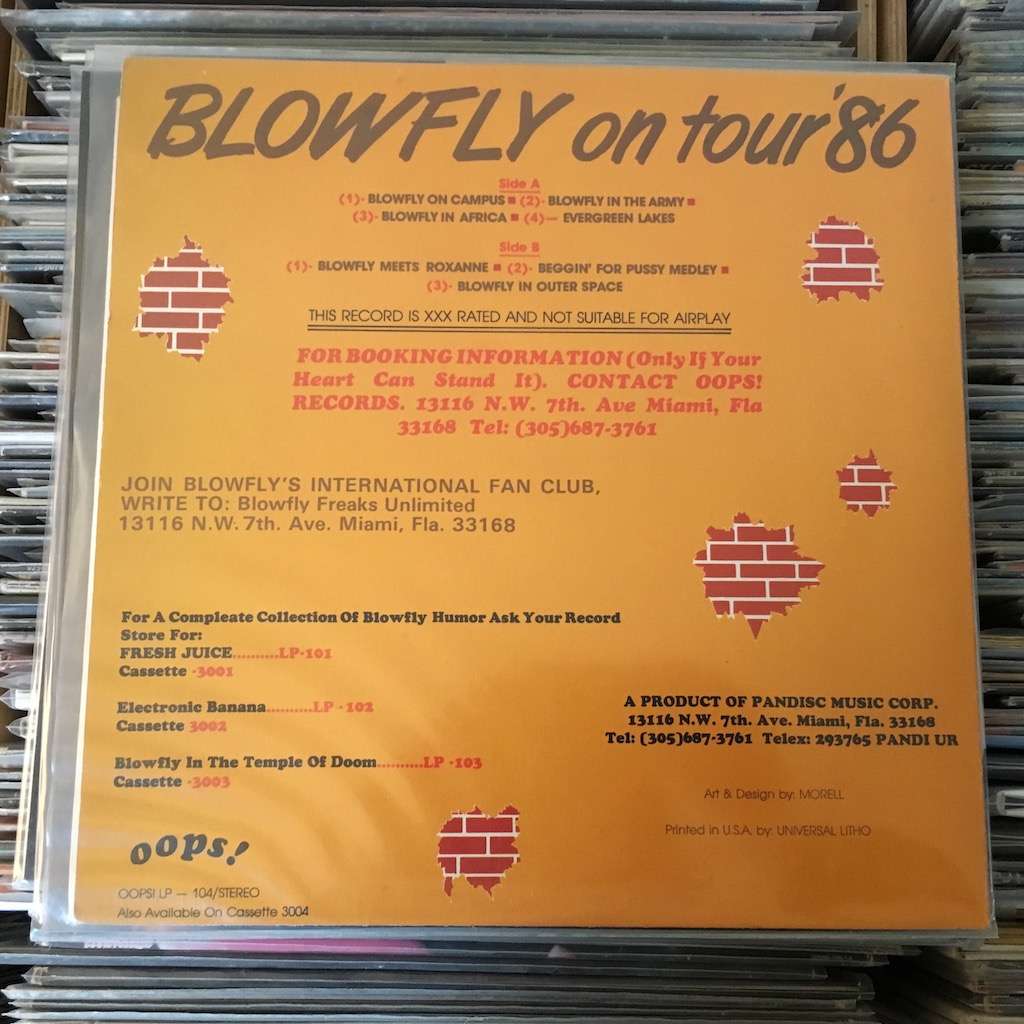 BLOWFLY on tour '86
Side A
(1)- BLOWFLY ON CAMPUS ■ (2)- BLOWFLY IN THE ARMY ■
(3)- BLOWFLY IN AFRICA ■ (4)— EVERGREEN LAKES
Side B
(1)- BLOWFLY MEETS ROXANNE ■ (2)- BEGGIN' FOR PUSSY MEDLEY ■
(3)- BLOWFLY IN OUTER SPACE
THIS RECORD IS XXX RATED AND NOT SUITABLE FOR AIRPLAY
FOR BOOKING INFORMATION (Only If Your
Heart Can Stand It). CONTACT OOPS!
RECORDS. 13116 N.W. 7th. Ave Miami, Fla
33168 Tel: (305)687-3761
JOIN BLOWFLY'S INTERNATIONAL FAN CLUB,
WRITE TO: Blowfly Freaks Unlimited
13116 N.W. 7th. Ave. Miami, Fla. 33168
For A Compleate Collection Of Blowfly Humor Ask Your Record
Store For:
FRESH JUICE..........LP-101
Cassette -3001
Electronic Banana..........LP - 102
Cassette 3002
Blowfly In The Temple Of Doom..........LP -103
Cassette -3003
A PRODUCT OF PANDISC MUSIC CORP.
13116 N.W. 7th. Ave. Miami, Fla. 33168
Tel: (305)687-3761 Telex: 293765 PANDI UR
Art & Design by: MORELL
Printed in U.S.A. by: UNIVERSAL LITHO
oops!
OOPS! LP — 104/STEREO
Also Available On Cassette 3004